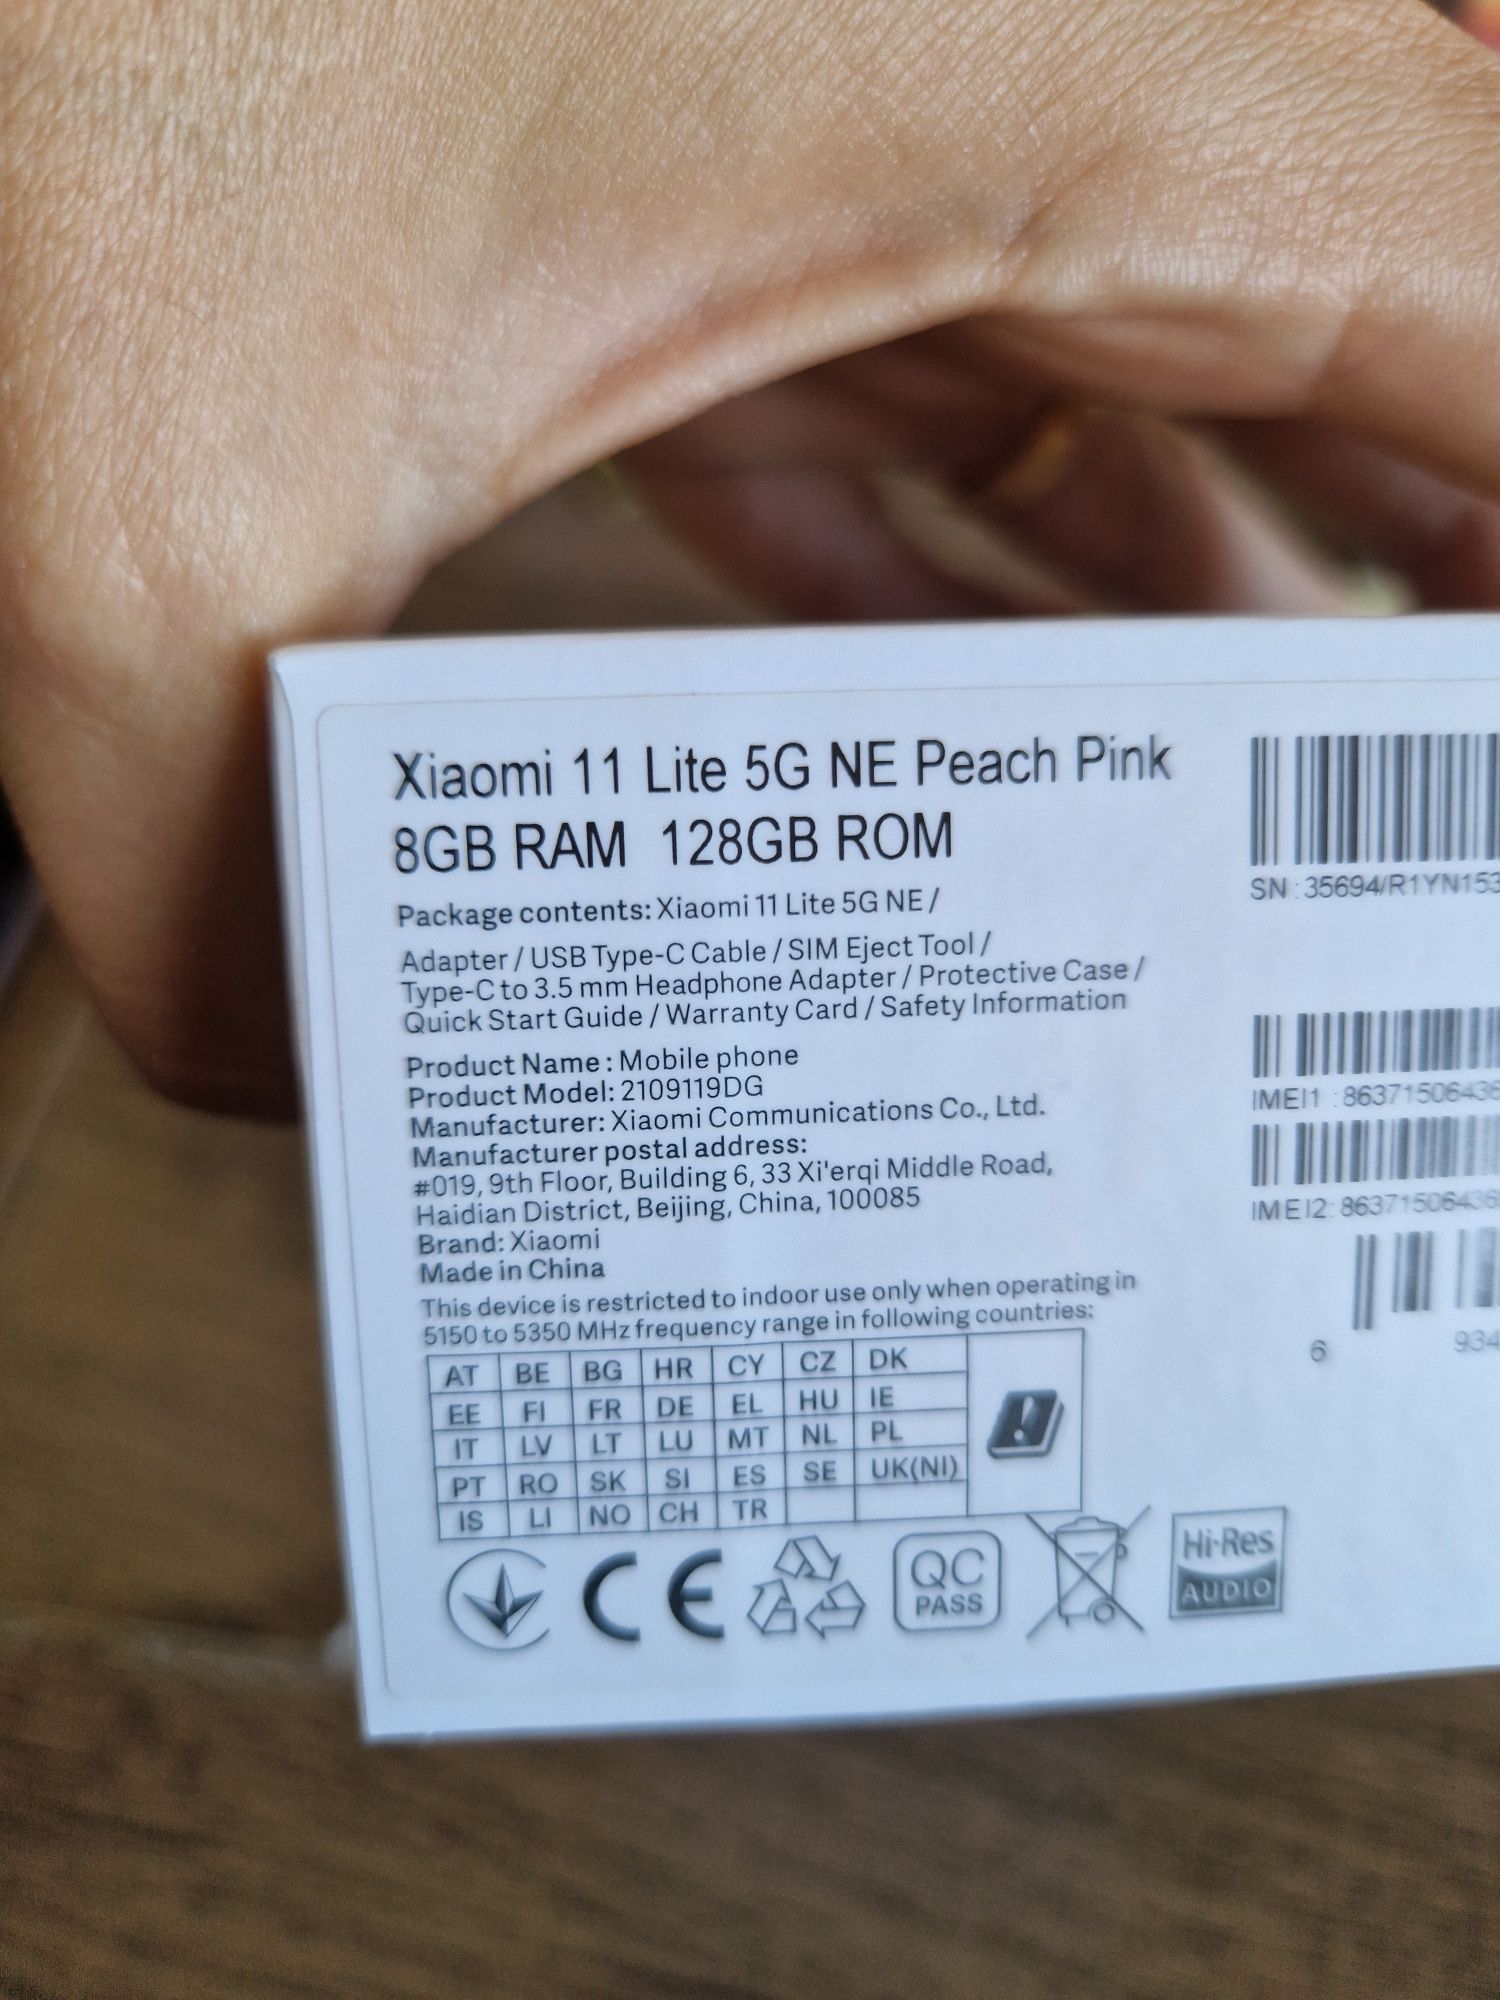 Xiaomi 11 Lite 5G NE Peach Pink
8GB RAM 128GB ROM
Package contents: Xiaomi 11 Lite 5G NE /
Adapter / USB Type-C Cable / SIM Eject Tool /
Type-C to 3.5 mm Headphone Adapter / Protective Case /
Quick Start Guide / Warranty Card / Safety Information
Product Name : Mobile phone
Product Model: 2109119DG
Manufacturer: Xiaomi Communications Co., Ltd.
Manufacturer postal address:
#019, 9th Floor, Building 6, 33 Xi'erqi Middle Road,
Haidian District, Beijing, China, 100085
Brand: Xiaomi
Made in China
This device is restricted to indoor use only when operating in
5150 to 5350 MHz frequency range in following countries:
AT BE BG HR CY CZ DK
EE FI FR DE EL HU IE
IT LV LT LU MT NL PL
PT RO SK SI ES SE UK(NI)
IS LI NO CH TR
CE
QC
PASS
Hi-Res
AUDIO
SN : 35694/R1YN153
IMEI1 : 86371506436
IMEI2: 86371506436
6 934